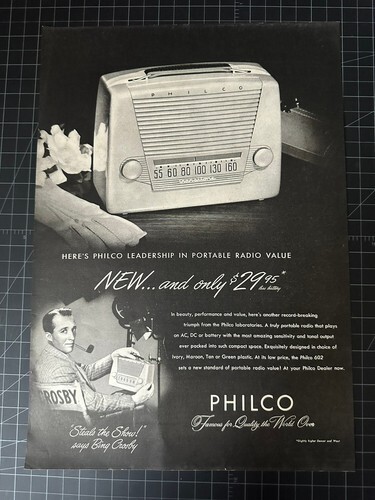 PHILCO
55 60 80 100 130 160
HERE'S PHILCO LEADERSHIP IN PORTABLE RADIO VALUE
NEW... and only $29.95*
less battery
In beauty, performance and value, here's another record-breaking
triumph from the Philco laboratories. A truly portable radio that plays
on AC, DC or battery with the most amazing sensitivity and tonal output
ever packed into such compact space. Exquisitely designed in choice of
Ivory, Maroon, Tan or Green plastic. At its low price, the Philco 602
sets a new standard of portable radio value! At your Philco Dealer now.
CROSBY
"Steals the Show!"
says Bing Crosby
PHILCO
Famous for Quality the World Over
*Slightly higher Denver and West